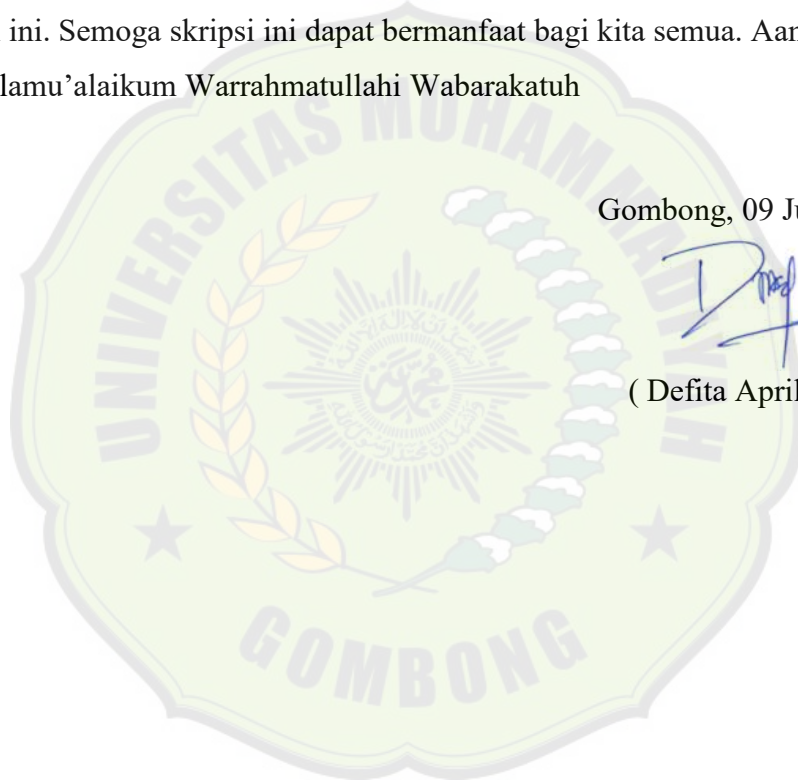 ini. Semoga skripsi ini dapat bermanfaat bagi kita semua. Aan
lamu’alaikum Warrahmatullahi Wabarakatuh
UNIVERSITAS MUHAMMADIYAH
Gombong, 09 Ju
( Defita April
GOMBONG